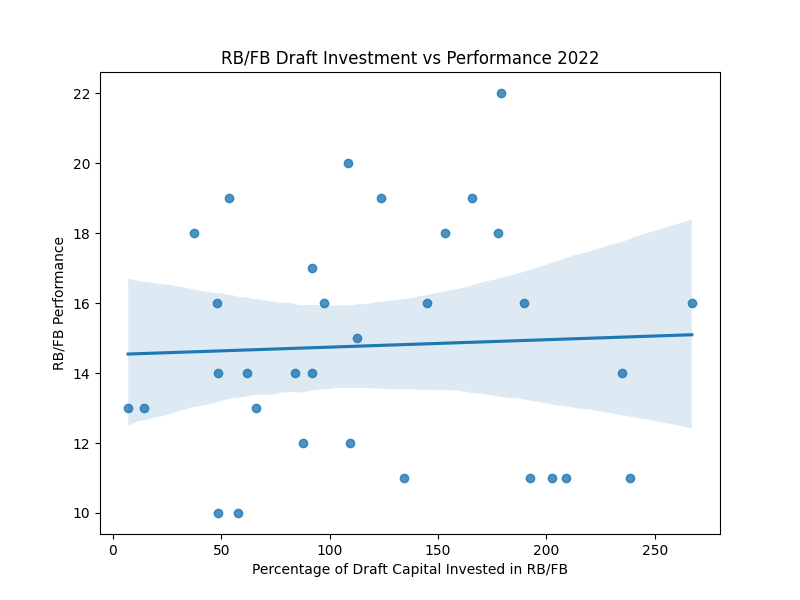 RB/FB Draft Investment vs Performance 2022
22
20
18
16
14
12
10
RB/FB Performance
0 50 100 150 200 250
Percentage of Draft Capital Invested in RB/FB